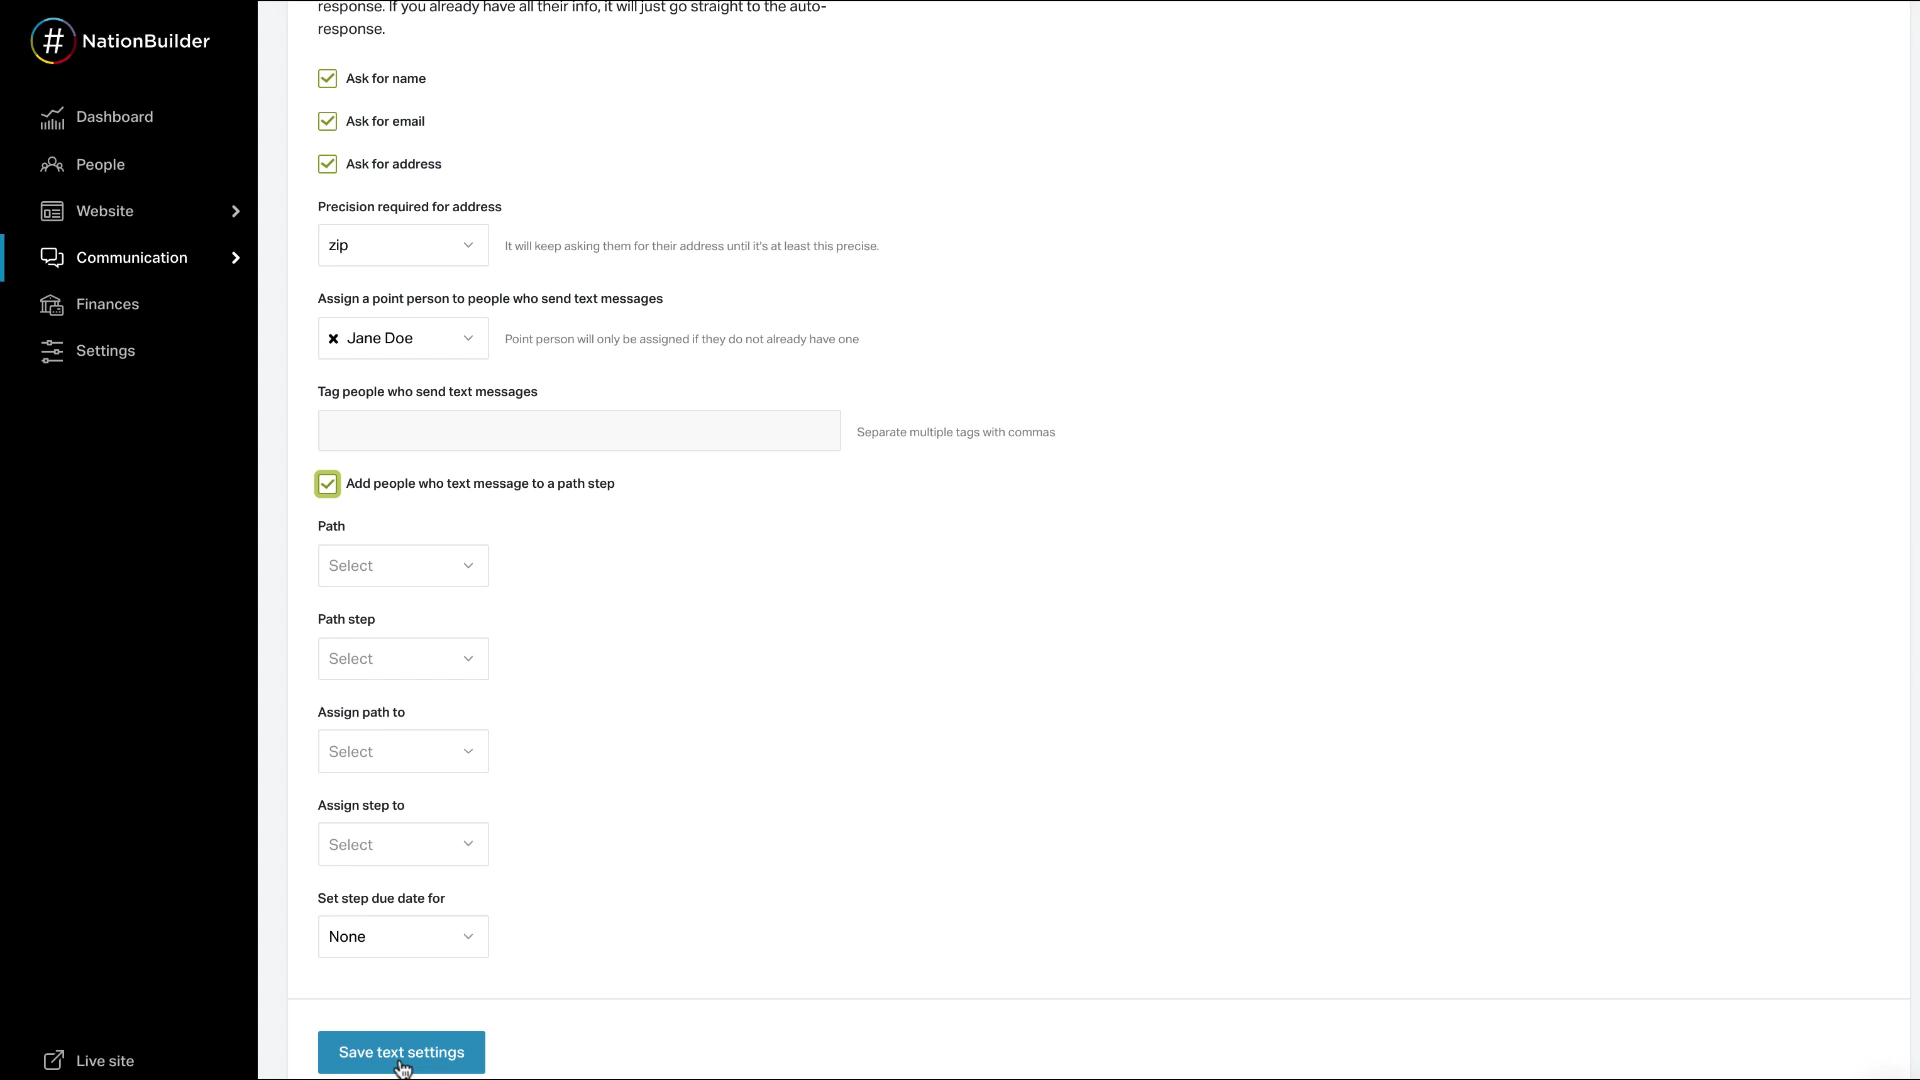 NationBuilder
Dashboard
People
Website
Communication
Finances
Settings
Live site
response. If you already have all their info, it will just go straight to the auto-
response.
Ask for name
Ask for email
Ask for address
Precision required for address
zip
It will keep asking them for their address until it's at least this precise.
Assign a point person to people who send text messages
Jane Doe
Point person will only be assigned if they do not already have one
Tag people who send text messages
Separate multiple tags with commas
Add people who text message to a path step
Path
Select
Path step
Select
Assign path to
Select
Assign step to
Select
Set step due date for
None
Save text settings